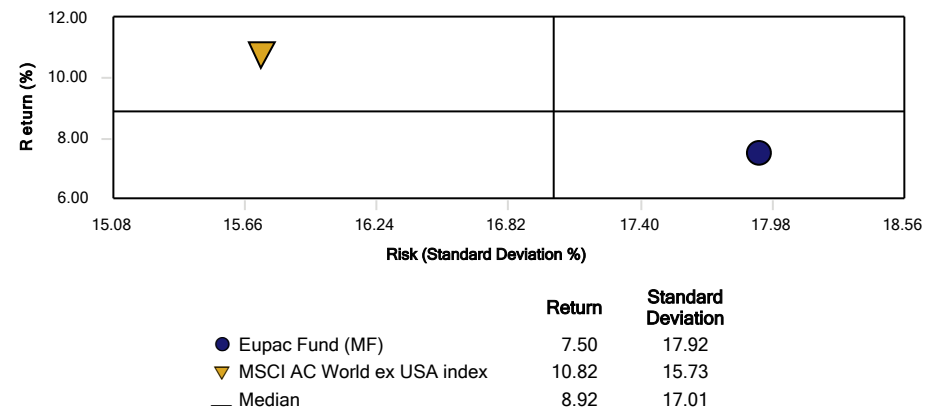 12.00
10.00
8.00
6.00
Return (%)
15.08 15.66 16.24 16.82 17.40 17.98 18.56
Risk (Standard Deviation %)
Return Standard Deviation
Eupac Fund (MF) 7.50 17.92
MSCI AC World ex USA index 10.82 15.73
Median 8.92 17.01